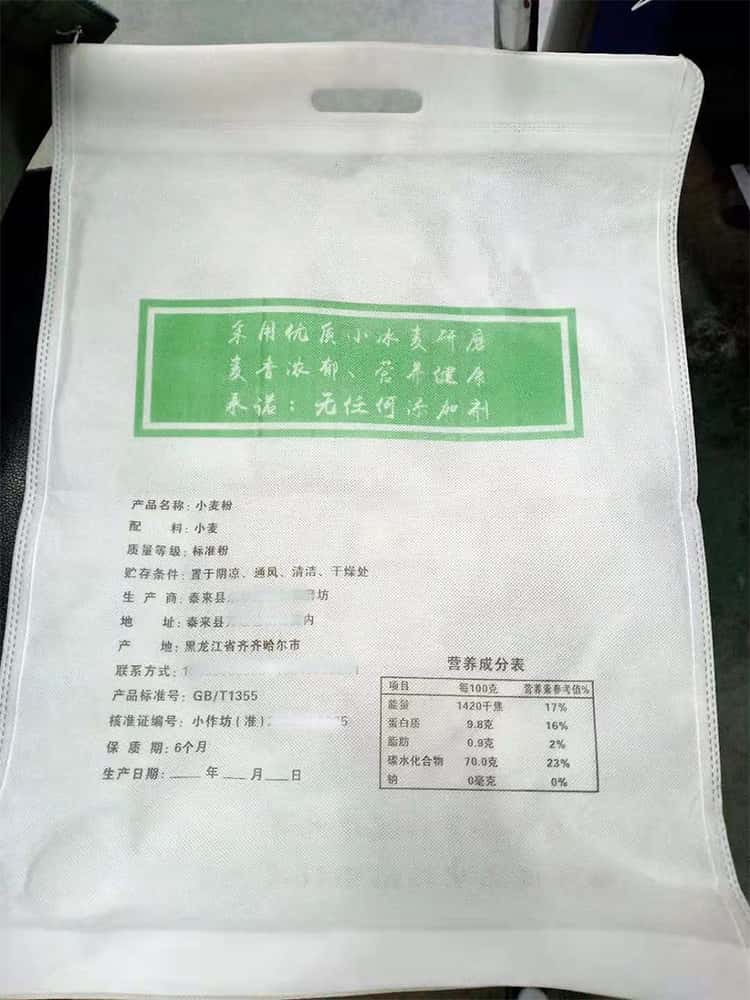 采用优质小冰麦研磨
麦香浓郁、营养健康
承诺：无任何添加剂
产品名称: 小麦粉
配 料: 小麦
质量等级: 标准粉
贮存条件: 置于阴凉、通风、清洁、干燥处
生 产 商: 泰来县 坊
地 址: 泰来县 内
产 地: 黑龙江省齐齐哈尔市
联系方式: 1
产品标准号: GB/T1355
核准证编号: 小作坊(准)2 5
保 质 期: 6个月
生产日期: ____ 年 ____ 月 ____ 日
营养成分表
项目 每100克 营养素参考值%
能量 1420千焦 17%
蛋白质 9.8克 16%
脂肪 0.9克 2%
碳水化合物 70.0克 23%
钠 0毫克 0%